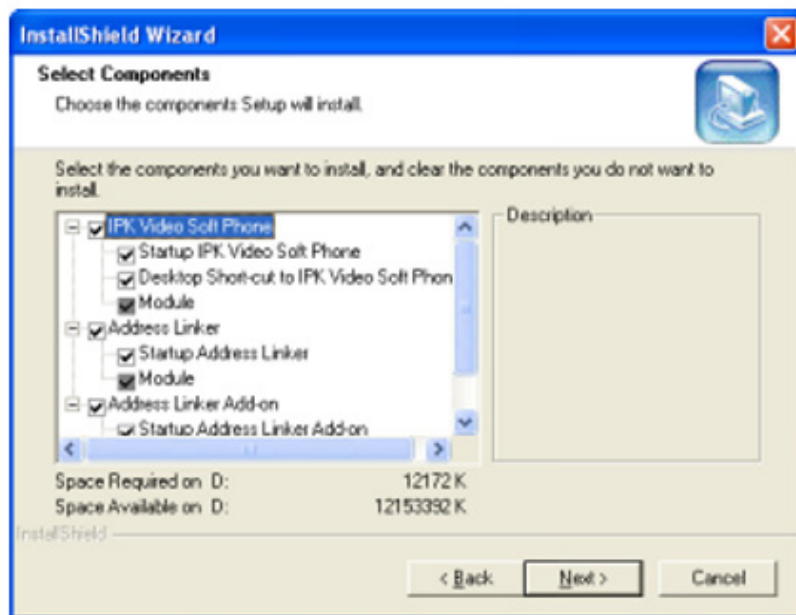 InstallShield Wizard
Select Components
Choose the components Setup will install.
Select the components you want to install, and clear the components you do not want to
install.
IPK Video Soft Phone
Startup IPK Video Soft Phone
Desktop Short-cut to IPK Video Soft Phon
Module
Address Linker
Startup Address Linker
Module
Address Linker Add-on
Startup Address Linker Add-on
Description
Space Required on D: 12172 K
Space Available on D: 12153392 K
InstallShield
< Back Next > Cancel